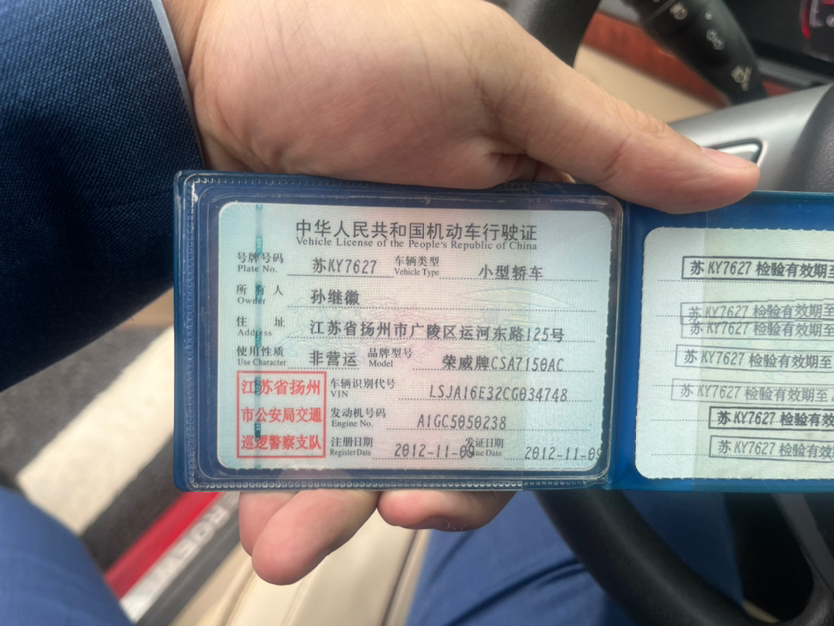 中华人民共和国机动车行驶证
Vehicle License of the People's Republic of China
号牌号码 苏KY7627 车辆类型 小型轿车
Plate No. Vehicle Type
所有人 孙继徽
Owner
住址 江苏省扬州市广陵区运河东路125号
Address
使用性质 非营运 品牌型号 荣威牌CSA7150AC
Use Character Model
江苏省扬州
市公安局交通
巡逻警察支队
车辆识别代号 LSJA16E32CG034748
VIN
发动机号码 A1GC5050238
Engine No.
注册日期 2012-11-09 发证日期 2012-11-09
Register Date Issue Date
苏KY7627 检验有效期至
苏KY7627 检验有效期至
苏KY7627 检验有效期至
苏KY7627 检验有效期至
苏KY7627 检验有效期至
苏KY7627 检验有效期至
苏KY7627 检验有效期至